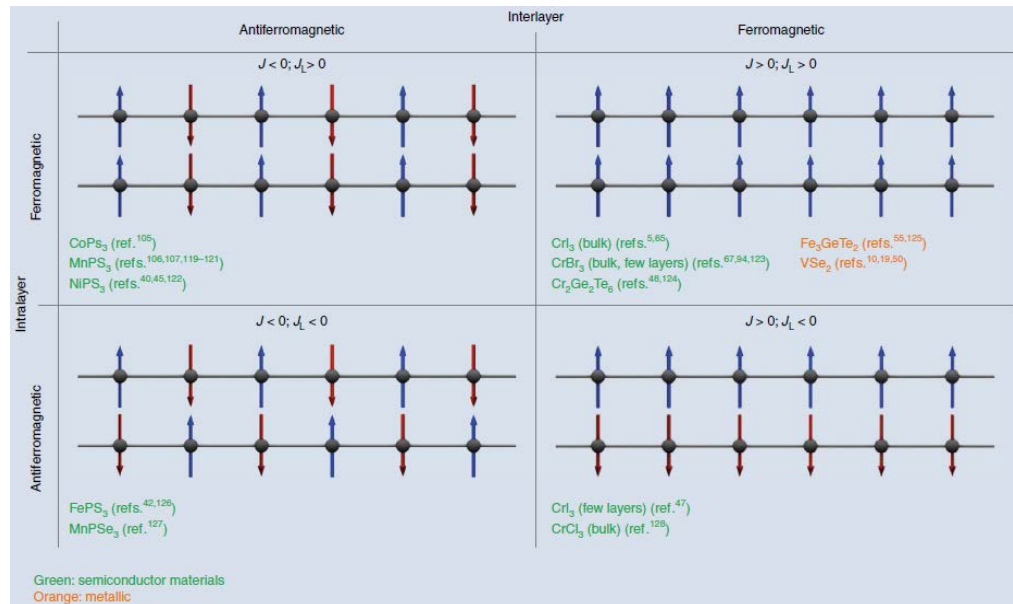 Interlayer
Antiferromagnetic
Ferromagnetic
Intralayer
Ferromagnetic
J < 0; J_L > 0
CoPs₃ (ref.¹⁰⁵)
MnPS₃ (refs.¹⁰⁶,¹⁰⁷,¹¹⁹–¹²¹)
NiPS₃ (refs.⁴⁰,⁴⁵,¹²²)
J > 0; J_L > 0
CrI₃ (bulk) (refs.⁵,⁶⁵)
CrBr₃ (bulk, few layers) (refs.⁶⁷,⁹⁴,¹²³)
Cr₂Ge₂Te₆ (refs.⁴⁶,¹²⁴)
Fe₃GeTe₂ (refs.⁵⁵,¹²⁵)
VSe₂ (refs.¹⁰,¹⁹,⁵⁰)
Antiferromagnetic
J < 0; J_L < 0
FePS₃ (refs.⁴²,¹²⁶)
MnPSe₃ (ref.¹²⁷)
J > 0; J_L < 0
CrI₃ (few layers) (ref.⁴⁷)
CrCl₃ (bulk) (ref.¹²⁸)
Green: semiconductor materials
Orange: metallic